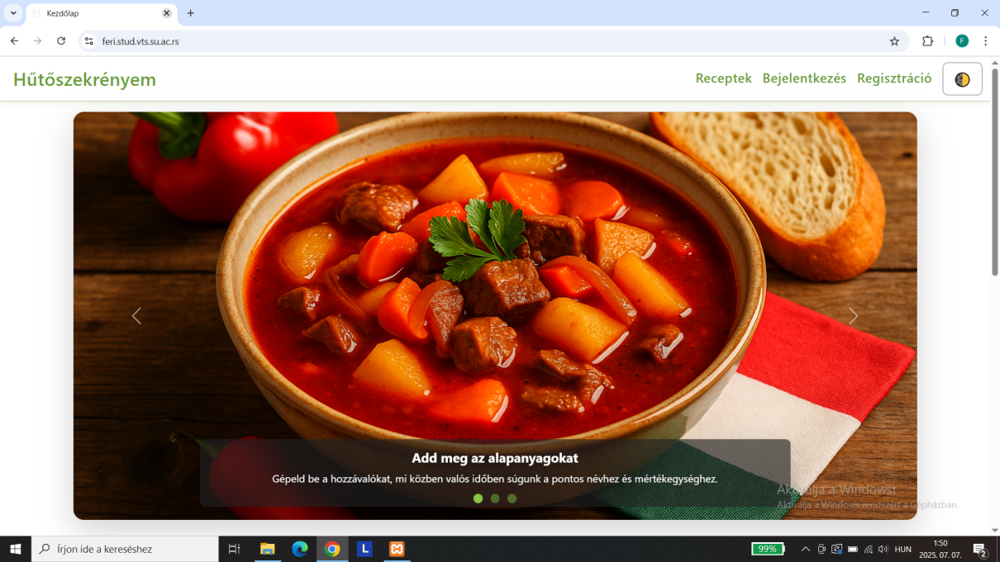 Kezdőlap
feri.stud.vts.su.ac.rs
F
Hűtőszekrényem
Receptek Bejelentkezés Regisztráció
Add meg az alapanyagokat
Gépeld be a hozzávalókat, mi közben valós időben súgunk a pontos névhez és mértékegységhez.
Aktiválja a Windowst
Aktiválja a Windows rendszert a Gépházban.
Írjon ide a kereséshez
L
99%
HUN
1:50
2025. 07. 07.
2